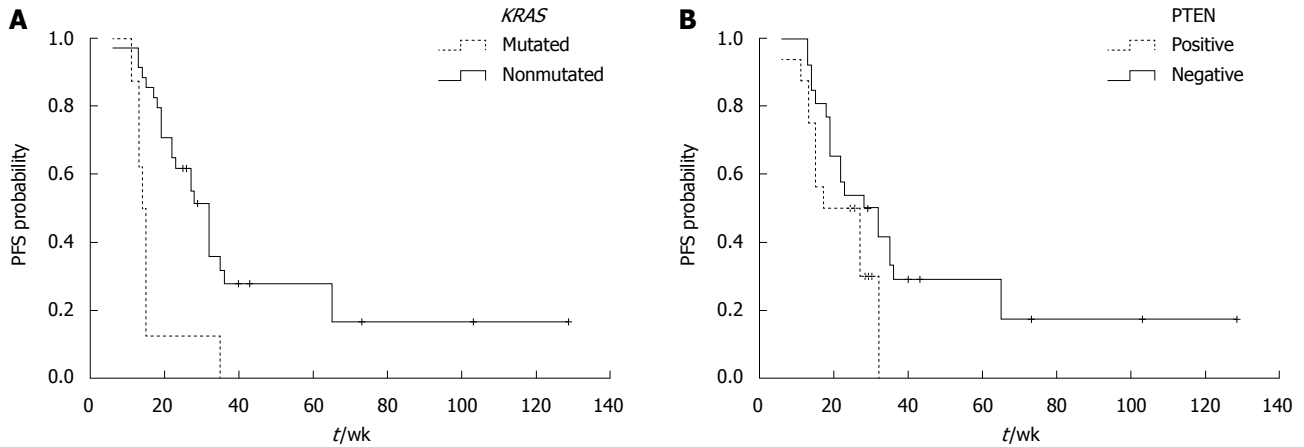 A
KRAS
Mutated
Nonmutated
PFS probability
1.0
0.8
0.6
0.4
0.2
0.0
0 20 40 60 80 100 120 140
t/wk
B
PTEN
Positive
Negative
PFS probability
1.0
0.8
0.6
0.4
0.2
0.0
0 20 40 60 80 100 120 140
t/wk